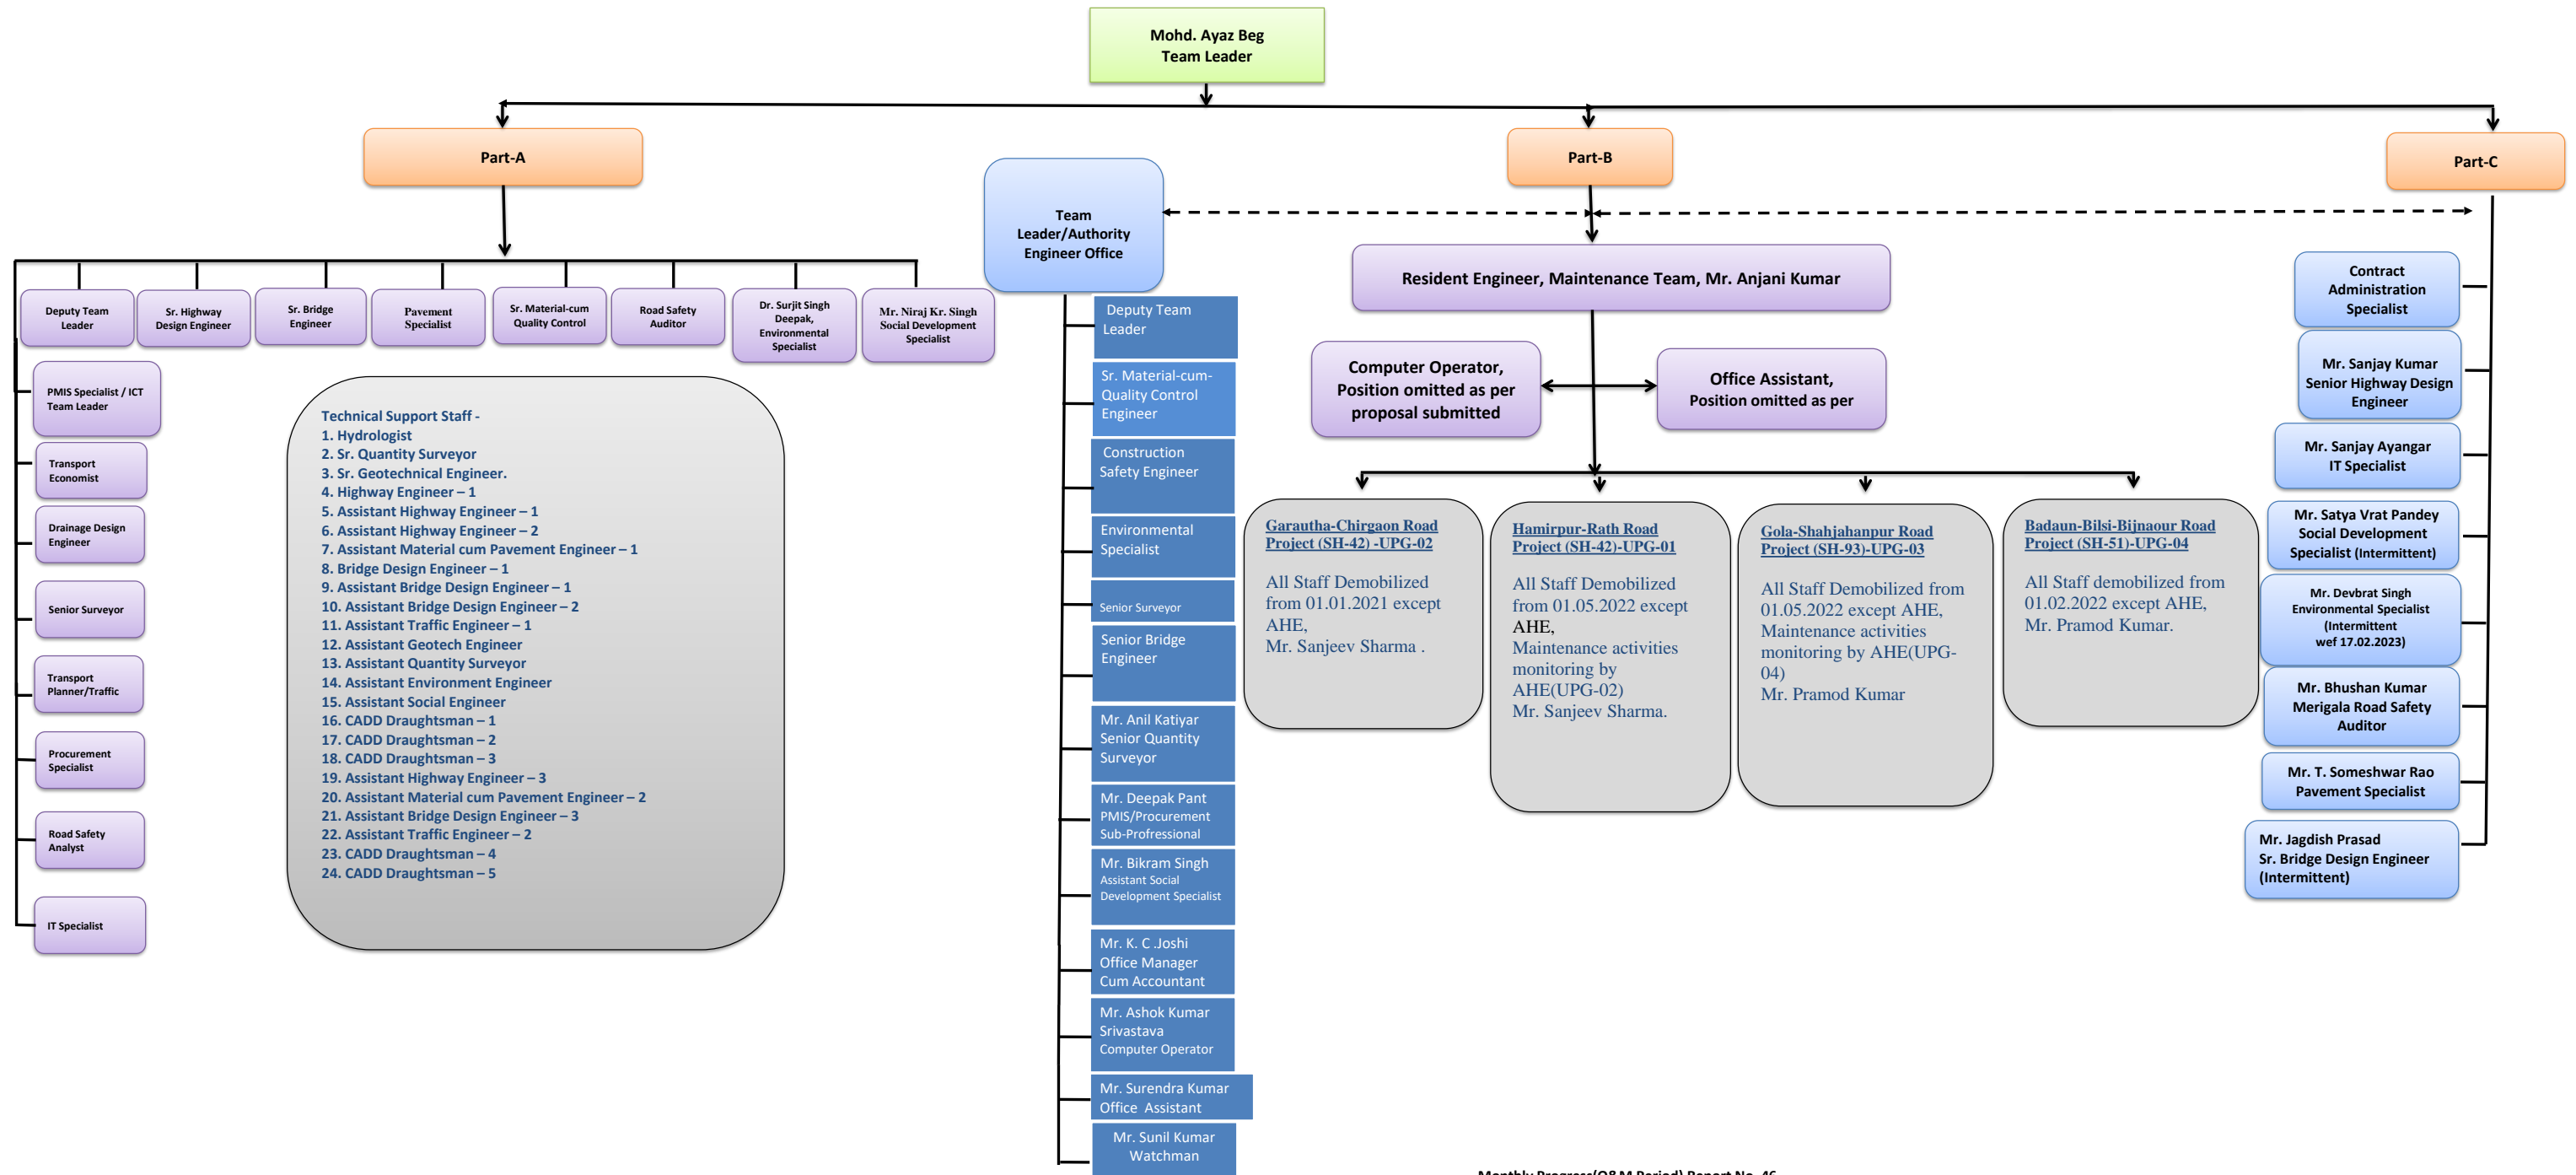 Mohd. Ayaz Beg
Team Leader
Part-A
Part-B
Part-C
Team
Leader/Authority
Engineer Office
Resident Engineer, Maintenance Team, Mr. Anjani Kumar
Deputy Team
Leader
Sr. Highway
Design Engineer
Sr. Bridge
Engineer
Pavement
Specialist
Sr. Material-cum
Quality Control
Road Safety
Auditor
Dr. Surjit Singh
Deepak,
Environmental
Specialist
Mr. Niraj Kr. Singh
Social Development
Specialist
PMIS Specialist / ICT
Team Leader
Transport
Economist
Drainage Design
Engineer
Senior Surveyor
Transport
Planner/Traffic
Procurement
Specialist
Road Safety
Analyst
IT Specialist
Technical Support Staff -
1. Hydrologist
2. Sr. Quantity Surveyor
3. Sr. Geotechnical Engineer.
4. Highway Engineer – 1
5. Assistant Highway Engineer – 1
6. Assistant Highway Engineer – 2
7. Assistant Material cum Pavement Engineer – 1
8. Bridge Design Engineer – 1
9. Assistant Bridge Design Engineer – 1
10. Assistant Bridge Design Engineer – 2
11. Assistant Traffic Engineer – 1
12. Assistant Geotech Engineer
13. Assistant Quantity Surveyor
14. Assistant Environment Engineer
15. Assistant Social Engineer
16. CADD Draughtsman – 1
17. CADD Draughtsman – 2
18. CADD Draughtsman – 3
19. Assistant Highway Engineer – 3
20. Assistant Material cum Pavement Engineer – 2
21. Assistant Bridge Design Engineer – 3
22. Assistant Traffic Engineer – 2
23. CADD Draughtsman – 4
24. CADD Draughtsman – 5
Deputy Team
Leader
Sr. Material-cum-
Quality Control
Engineer
Construction
Safety Engineer
Environmental
Specialist
Senior Surveyor
Senior Bridge
Engineer
Mr. Anil Katiyar
Senior Quantity
Surveyor
Mr. Deepak Pant
PMIS/Procurement
Sub-Profressional
Mr. Bikram Singh
Assistant Social
Development Specialist
Mr. K. C .Joshi
Office Manager
Cum Accountant
Mr. Ashok Kumar
Srivastava
Computer Operator
Mr. Surendra Kumar
Office Assistant
Mr. Sunil Kumar
Watchman
Computer Operator,
Position omitted as per
proposal submitted
Office Assistant,
Position omitted as per
Garautha-Chirgaon Road
Project (SH-42) -UPG-02
All Staff Demobilized
from 01.01.2021 except
AHE,
Mr. Sanjeev Sharma .
Hamirpur-Rath Road
Project (SH-42)-UPG-01
All Staff Demobilized
from 01.05.2022 except
AHE,
Maintenance activities
monitoring by
AHE(UPG-02)
Mr. Sanjeev Sharma.
Gola-Shahjahanpur Road
Project (SH-93)-UPG-03
All Staff Demobilized from
01.05.2022 except AHE,
Maintenance activities
monitoring by AHE(UPG-
04)
Mr. Pramod Kumar
Badaun-Bilsi-Bijnaour Road
Project (SH-51)-UPG-04
All Staff demobilized from
01.02.2022 except AHE,
Mr. Pramod Kumar.
Contract
Administration
Specialist
Mr. Sanjay Kumar
Senior Highway Design
Engineer
Mr. Sanjay Ayangar
IT Specialist
Mr. Satya Vrat Pandey
Social Development
Specialist (Intermittent)
Mr. Devbrat Singh
Environmental Specialist
(Intermittent
wef 17.02.2023)
Mr. Bhushan Kumar
Merigala Road Safety
Auditor
Mr. T. Someshwar Rao
Pavement Specialist
Mr. Jagdish Prasad
Sr. Bridge Design Engineer
(Intermittent)
Monthly Progress(O&M Period) Report No. 46